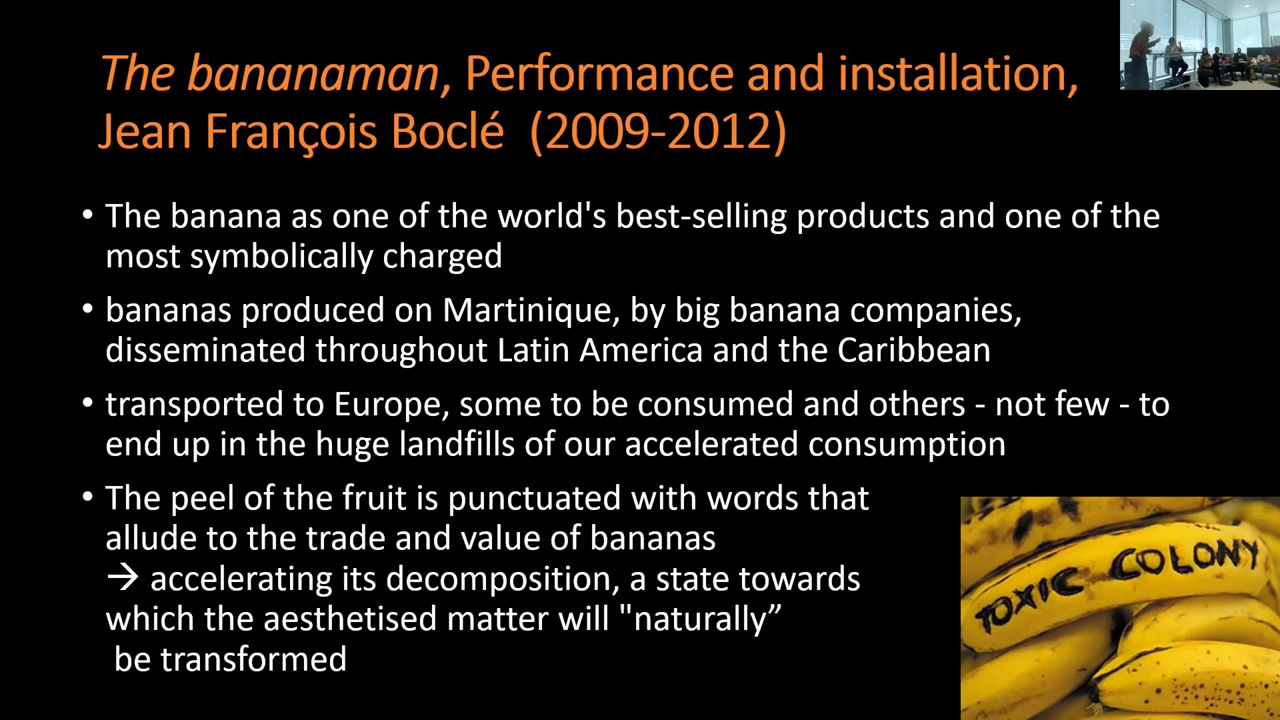 The bananaman, Performance and installation,
Jean François Boclé (2009-2012)
• The banana as one of the world's best-selling products and one of the
most symbolically charged
• bananas produced on Martinique, by big banana companies,
disseminated throughout Latin America and the Caribbean
• transported to Europe, some to be consumed and others - not few - to
end up in the huge landfills of our accelerated consumption
• The peel of the fruit is punctuated with words that
allude to the trade and value of bananas
→ accelerating its decomposition, a state towards
which the aesthetised matter will "naturally”
be transformed
TOXIC COLONY